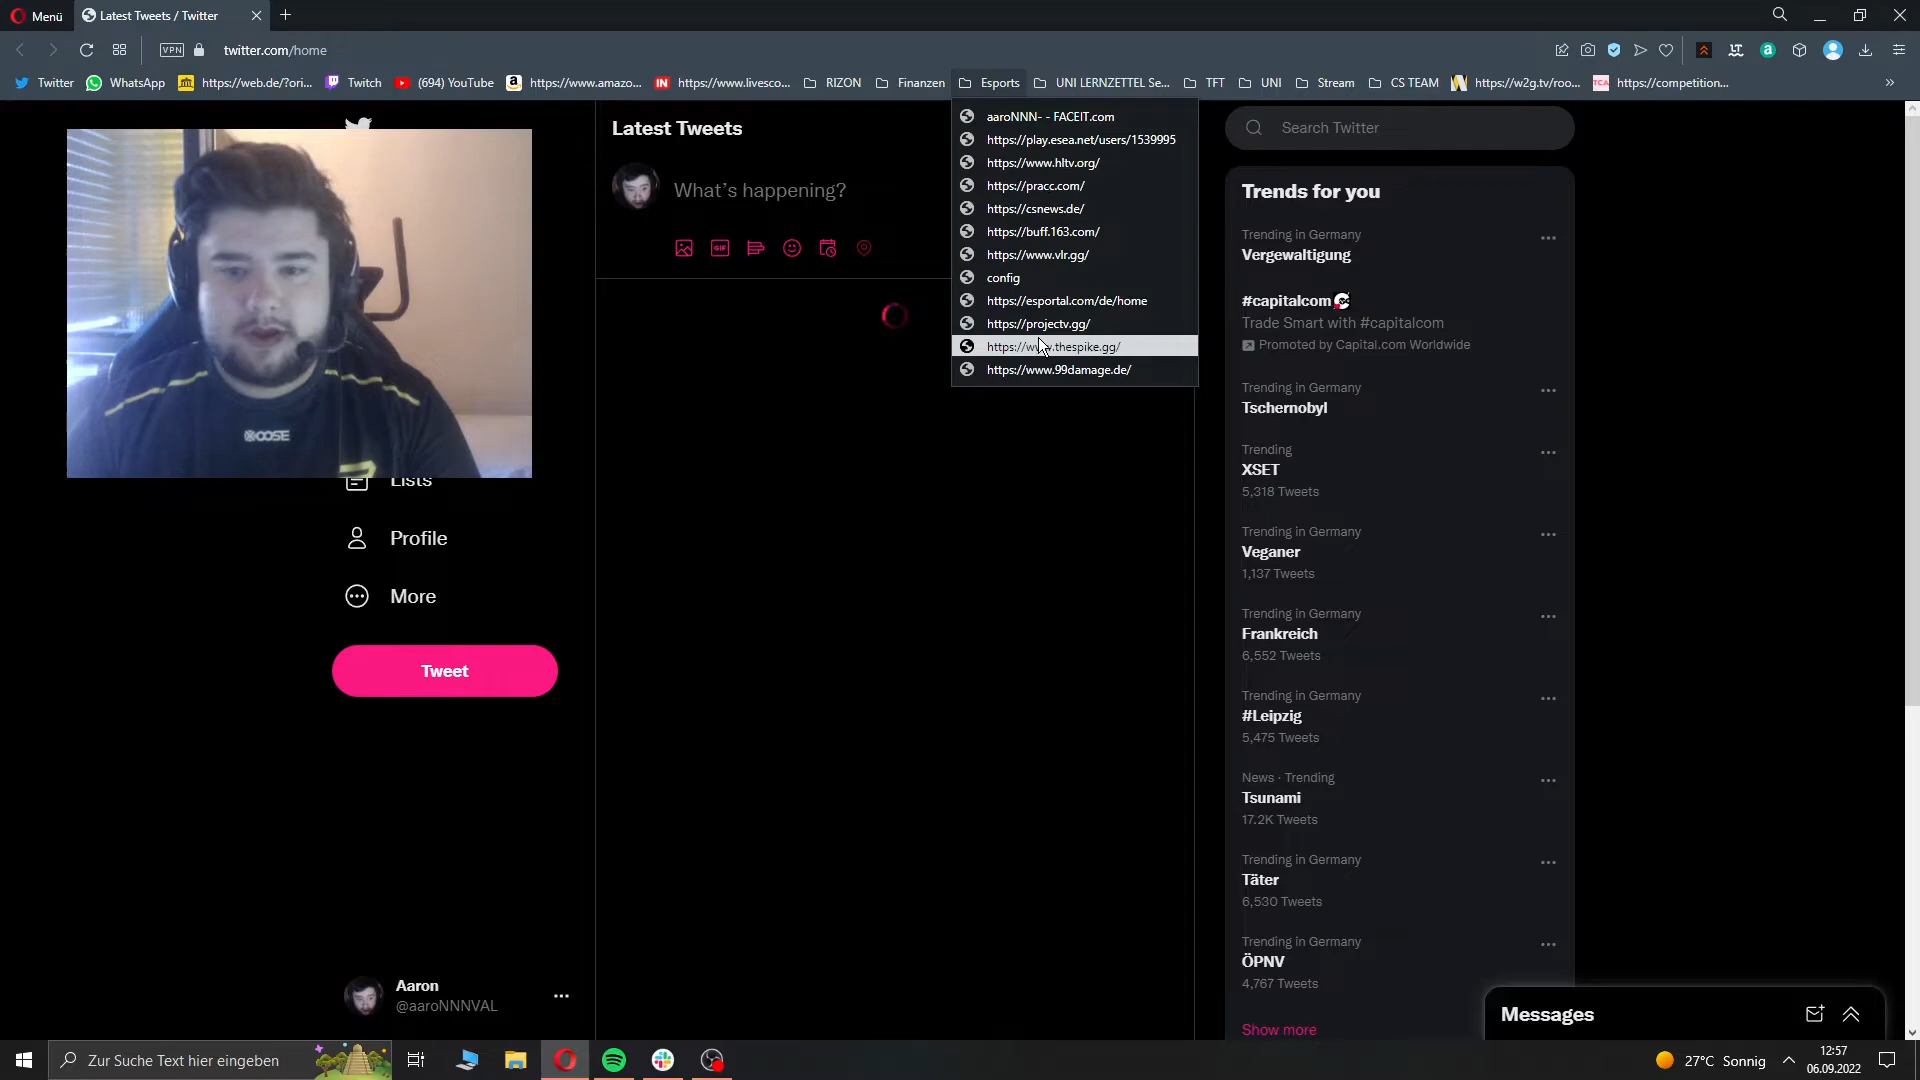 Menü
Latest Tweets / Twitter
VPN
twitter.com/home
Twitter
WhatsApp
https://web.de/?ori...
Twitch
(694) YouTube
https://www.amazo...
https://www.livesco...
RIZON
Finanzen
Esports
UNI LERNZETTEL Se...
TFT
UNI
Stream
CS TEAM
https://w2g.tv/roo...
https://competition...
aaroNNN- - FACEIT.com
https://play.esea.net/users/1539995
https://www.hltv.org/
https://pracc.com/
https://csnews.de/
https://buff.163.com/
https://www.vlr.gg/
config
https://esportal.com/de/home
https://projectv.gg/
https://www.thespike.gg/
https://www.99damage.de/
Latest Tweets
What's happening?
GIF
XOOSE
Lists
Profile
More
Tweet
Aaron
@aaroNNNVAL
Search Twitter
Trends for you
Trending in Germany
Vergewaltigung
#capitalcom
Trade Smart with #capitalcom
Promoted by Capital.com Worldwide
Trending in Germany
Tschernobyl
Trending
XSET
5,318 Tweets
Trending in Germany
Veganer
1,137 Tweets
Trending in Germany
Frankreich
6,552 Tweets
Trending in Germany
#Leipzig
5,475 Tweets
News · Trending
Tsunami
17.2K Tweets
Trending in Germany
Täter
6,530 Tweets
Trending in Germany
ÖPNV
4,767 Tweets
Show more
Messages
Zur Suche Text hier eingeben
27°C Sonnig
12:57
06.09.2022